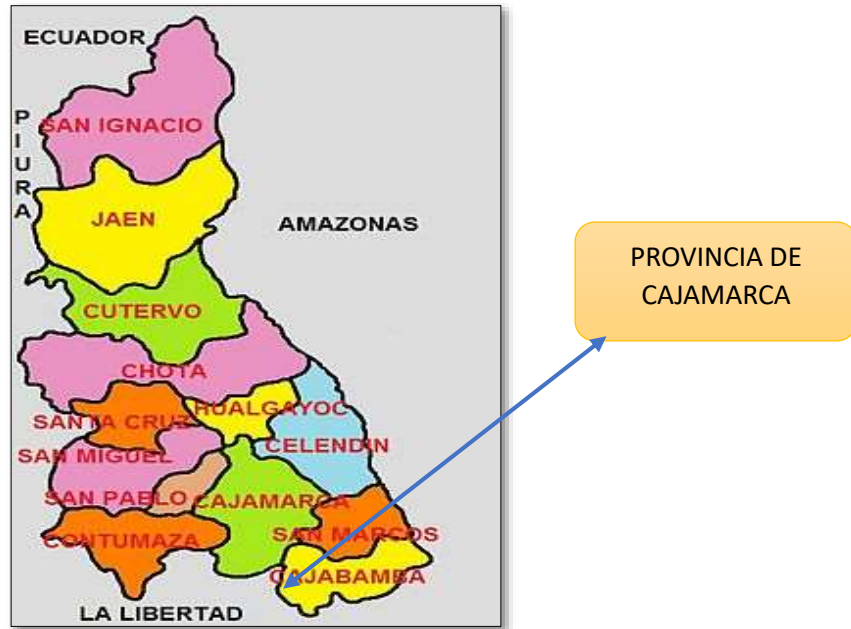 ECUADOR
PIURA
SAN IGNACIO
JAEN
AMAZONAS
CUTERVO
CHOTA
HUALGAYOC
SANTA CRUZ
CELENDIN
SAN MIGUEL
SAN PABLO
CAJAMARCA
CONTUMAZA
SAN MARCOS
CAJABAMBA
LA LIBERTAD
PROVINCIA DE
CAJAMARCA